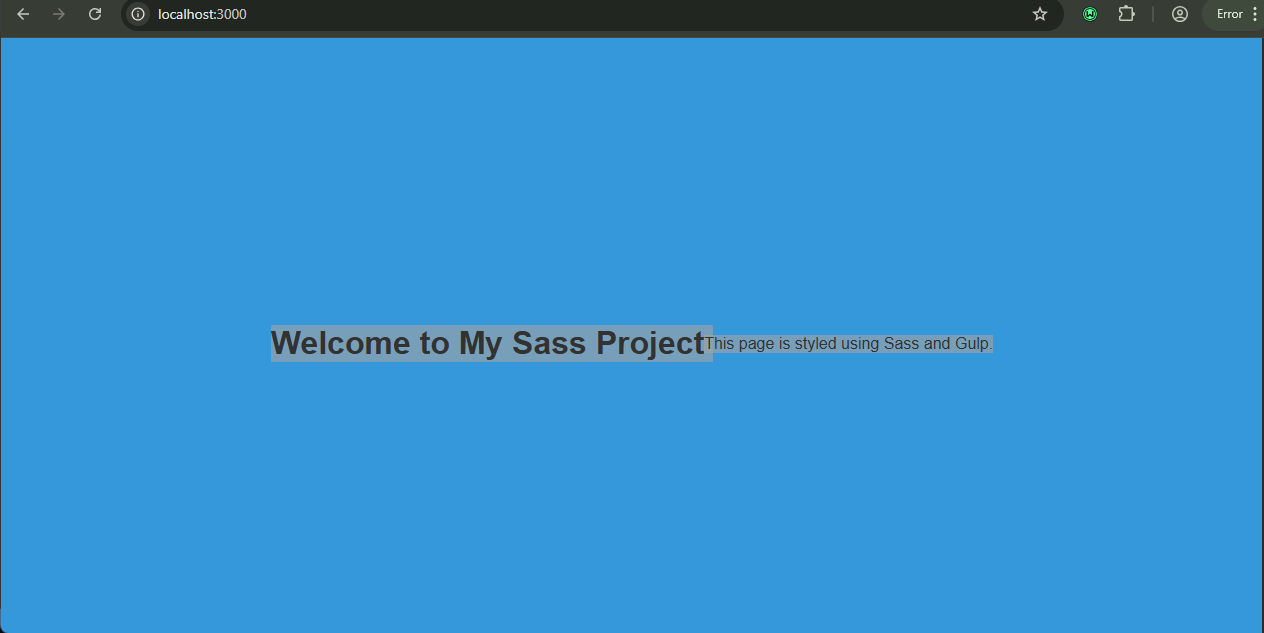 localhost:3000
Error
Welcome to My Sass Project
This page is styled using Sass and Gulp.